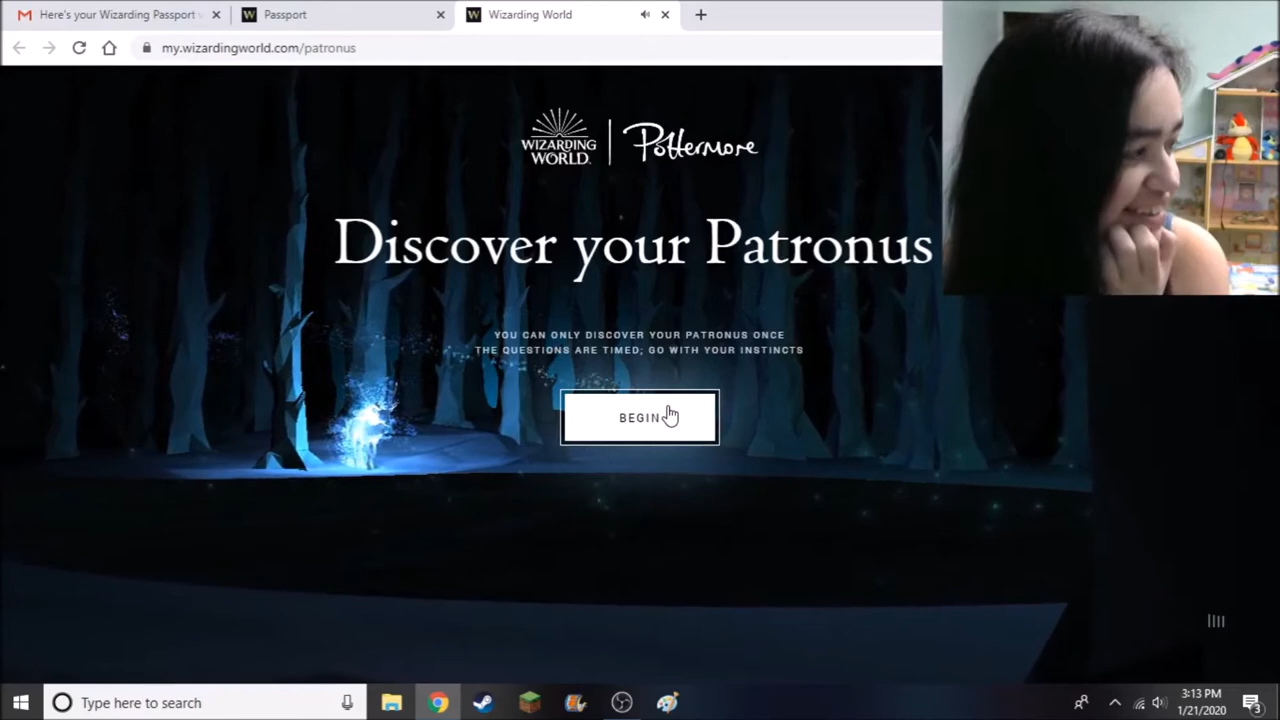 Here's your Wizarding Passport
Passport
Wizarding World
my.wizardingworld.com/patronus
WIZARDING
WORLD
Pottermore
Discover your Patronus
YOU CAN ONLY DISCOVER YOUR PATRONUS ONCE
THE QUESTIONS ARE TIMED; GO WITH YOUR INSTINCTS
BEGIN
Type here to search
3:13 PM
1/21/2020
3